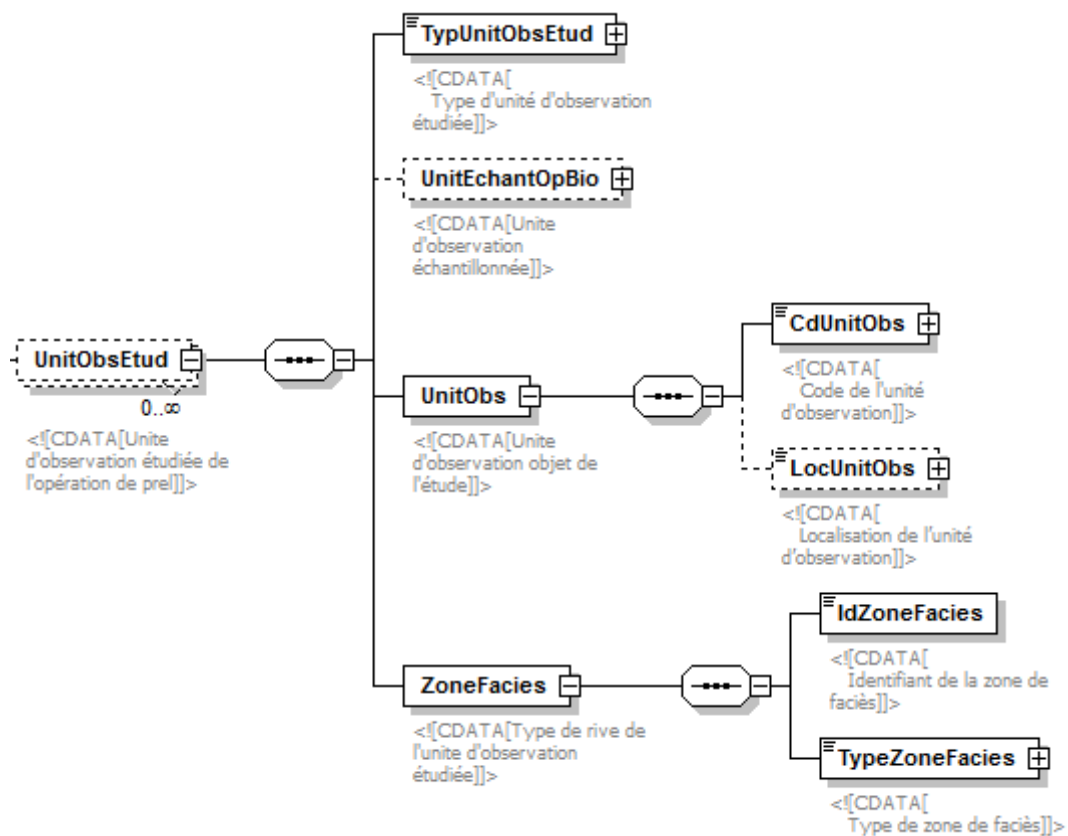 TypUnitObsEtud
<![CDATA[
Type d'unité d'observation
étudiée]]>
UnitEchantOpBio
<![CDATA[Unite
d'observation
échantillonnée]]>
UnitObsEtud
0..∞
<![CDATA[Unite
d'observation étudiée de
l'opération de prel]]>
UnitObs
<![CDATA[Unite
d'observation objet de
l'étude]]>
CdUnitObs
<![CDATA[
Code de l'unité
d'observation]]>
LocUnitObs
<![CDATA[
Localisation de l'unité
d'observation]]>
ZoneFacies
<![CDATA[Type de rive de
l'unite d'observation
étudiée]]>
IdZoneFacies
<![CDATA[
Identifiant de la zone de
faciès]]>
TypeZoneFacies
<![CDATA[
Type de zone de faciès]]>